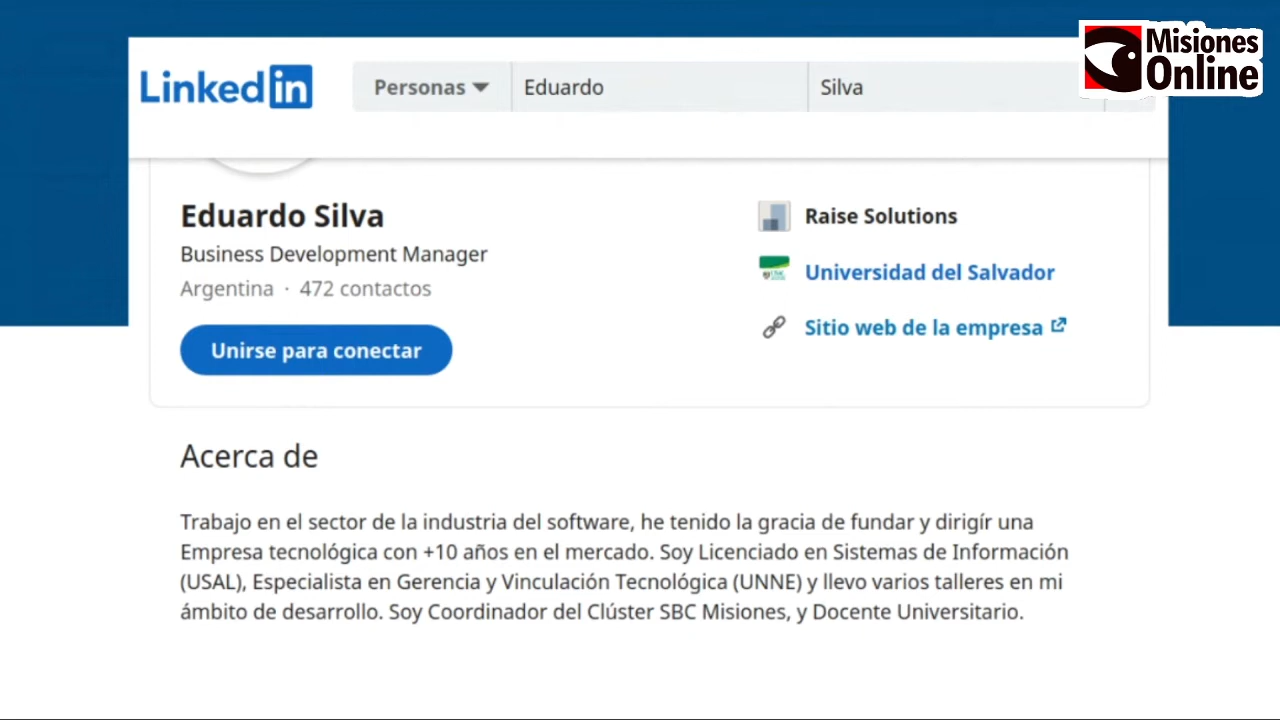 Misiones
Online
Linkedin
Personas Eduardo Silva
Eduardo Silva
Business Development Manager
Argentina · 472 contactos
Unirse para conectar
Raise Solutions
Universidad del Salvador
Sitio web de la empresa
Acerca de
Trabajo en el sector de la industria del software, he tenido la gracia de fundar y dirigír una
Empresa tecnológica con +10 años en el mercado. Soy Licenciado en Sistemas de Información
(USAL), Especialista en Gerencia y Vinculación Tecnológica (UNNE) y llevo varios talleres en mi
ámbito de desarrollo. Soy Coordinador del Clúster SBC Misiones, y Docente Universitario.